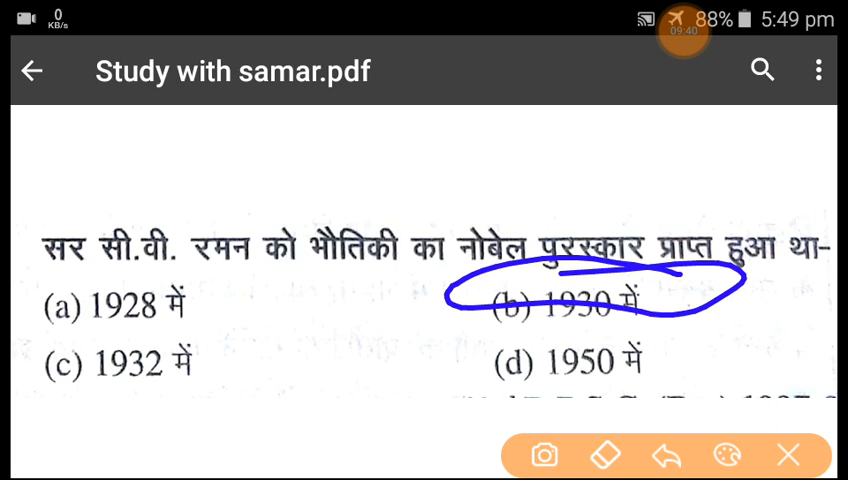 0
KB/s
88% 5:49 pm
09:40
Study with samar.pdf
सर सी.वी. रमन को भौतिकी का नोबेल पुरस्कार प्राप्त हुआ था-
(a) 1928 में (b) 1930 में
(c) 1932 में (d) 1950 में